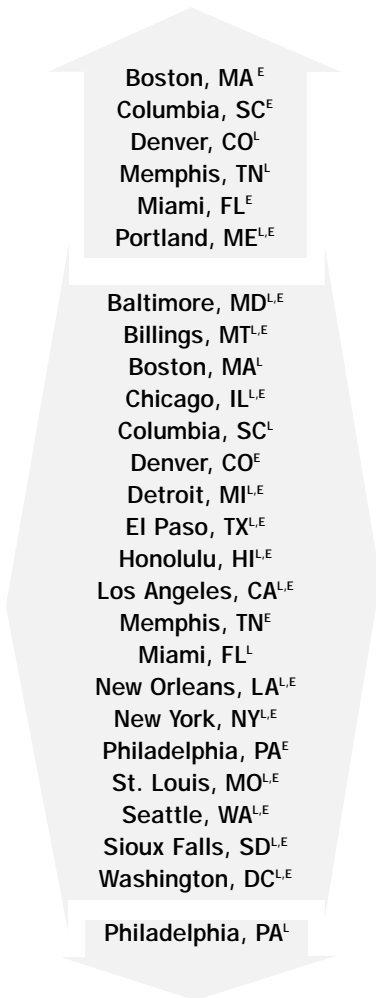 Boston, MA E
Columbia, SC E
Denver, CO L
Memphis, TN L
Miami, FL E
Portland, ME L,E
Baltimore, MD L,E
Billings, MT L,E
Boston, MA L
Chicago, IL L,E
Columbia, SC L
Denver, CO E
Detroit, MI L,E
El Paso, TX L,E
Honolulu, HI L,E
Los Angeles, CA L,E
Memphis, TN E
Miami, FL L
New Orleans, LA L,E
New York, NY L,E
Philadelphia, PA E
St. Louis, MO L,E
Seattle, WA L,E
Sioux Falls, SD L,E
Washington, DC L,E
Philadelphia, PA L